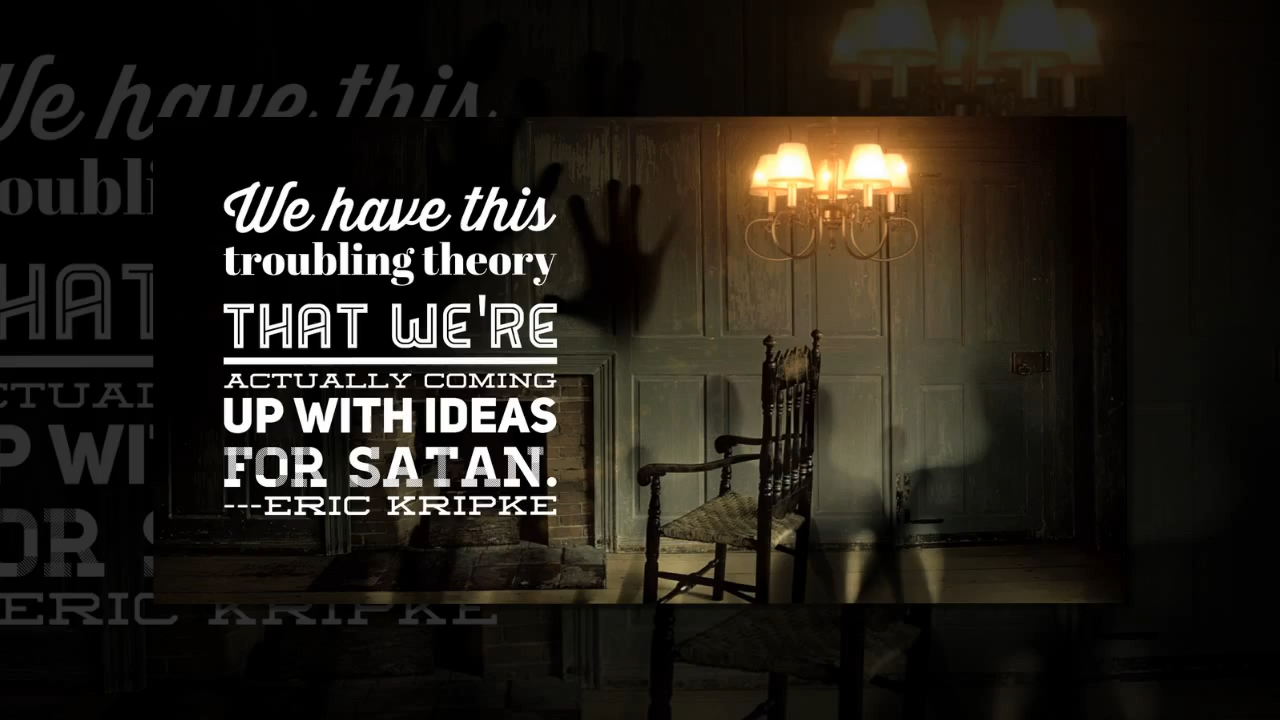 We have this
troubling theory
THAT WE'RE
ACTUALLY COMING
UP WITH IDEAS
FOR SATAN.
---ERIC KRIPKE